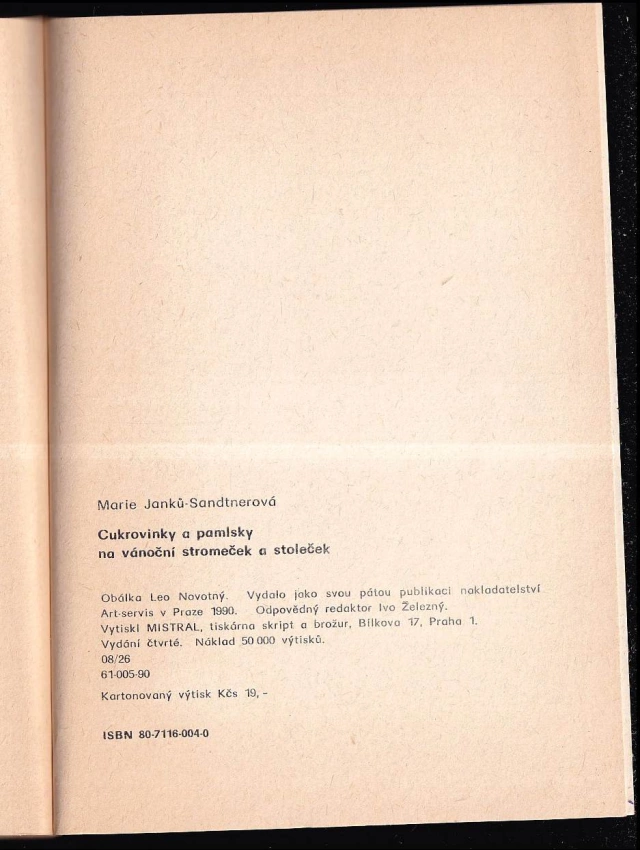 Marie Janků-Sandtnerová
Cukrovinky a pamlsky
na vánoční stromeček a stoleček
Obálka Leo Novotný. Vydalo jako svou pátou publikaci nakladatelství
Art-servis v Praze 1990. Odpovědný redaktor Ivo Železný.
Vytiskl MISTRAL, tiskárna skript a brožur, Bílkova 17, Praha 1.
Vydání čtvrté. Náklad 50 000 výtisků.
08/26
61-005-90
Kartonovaný výtisk Kčs 19,-
ISBN 80-7116-004-0